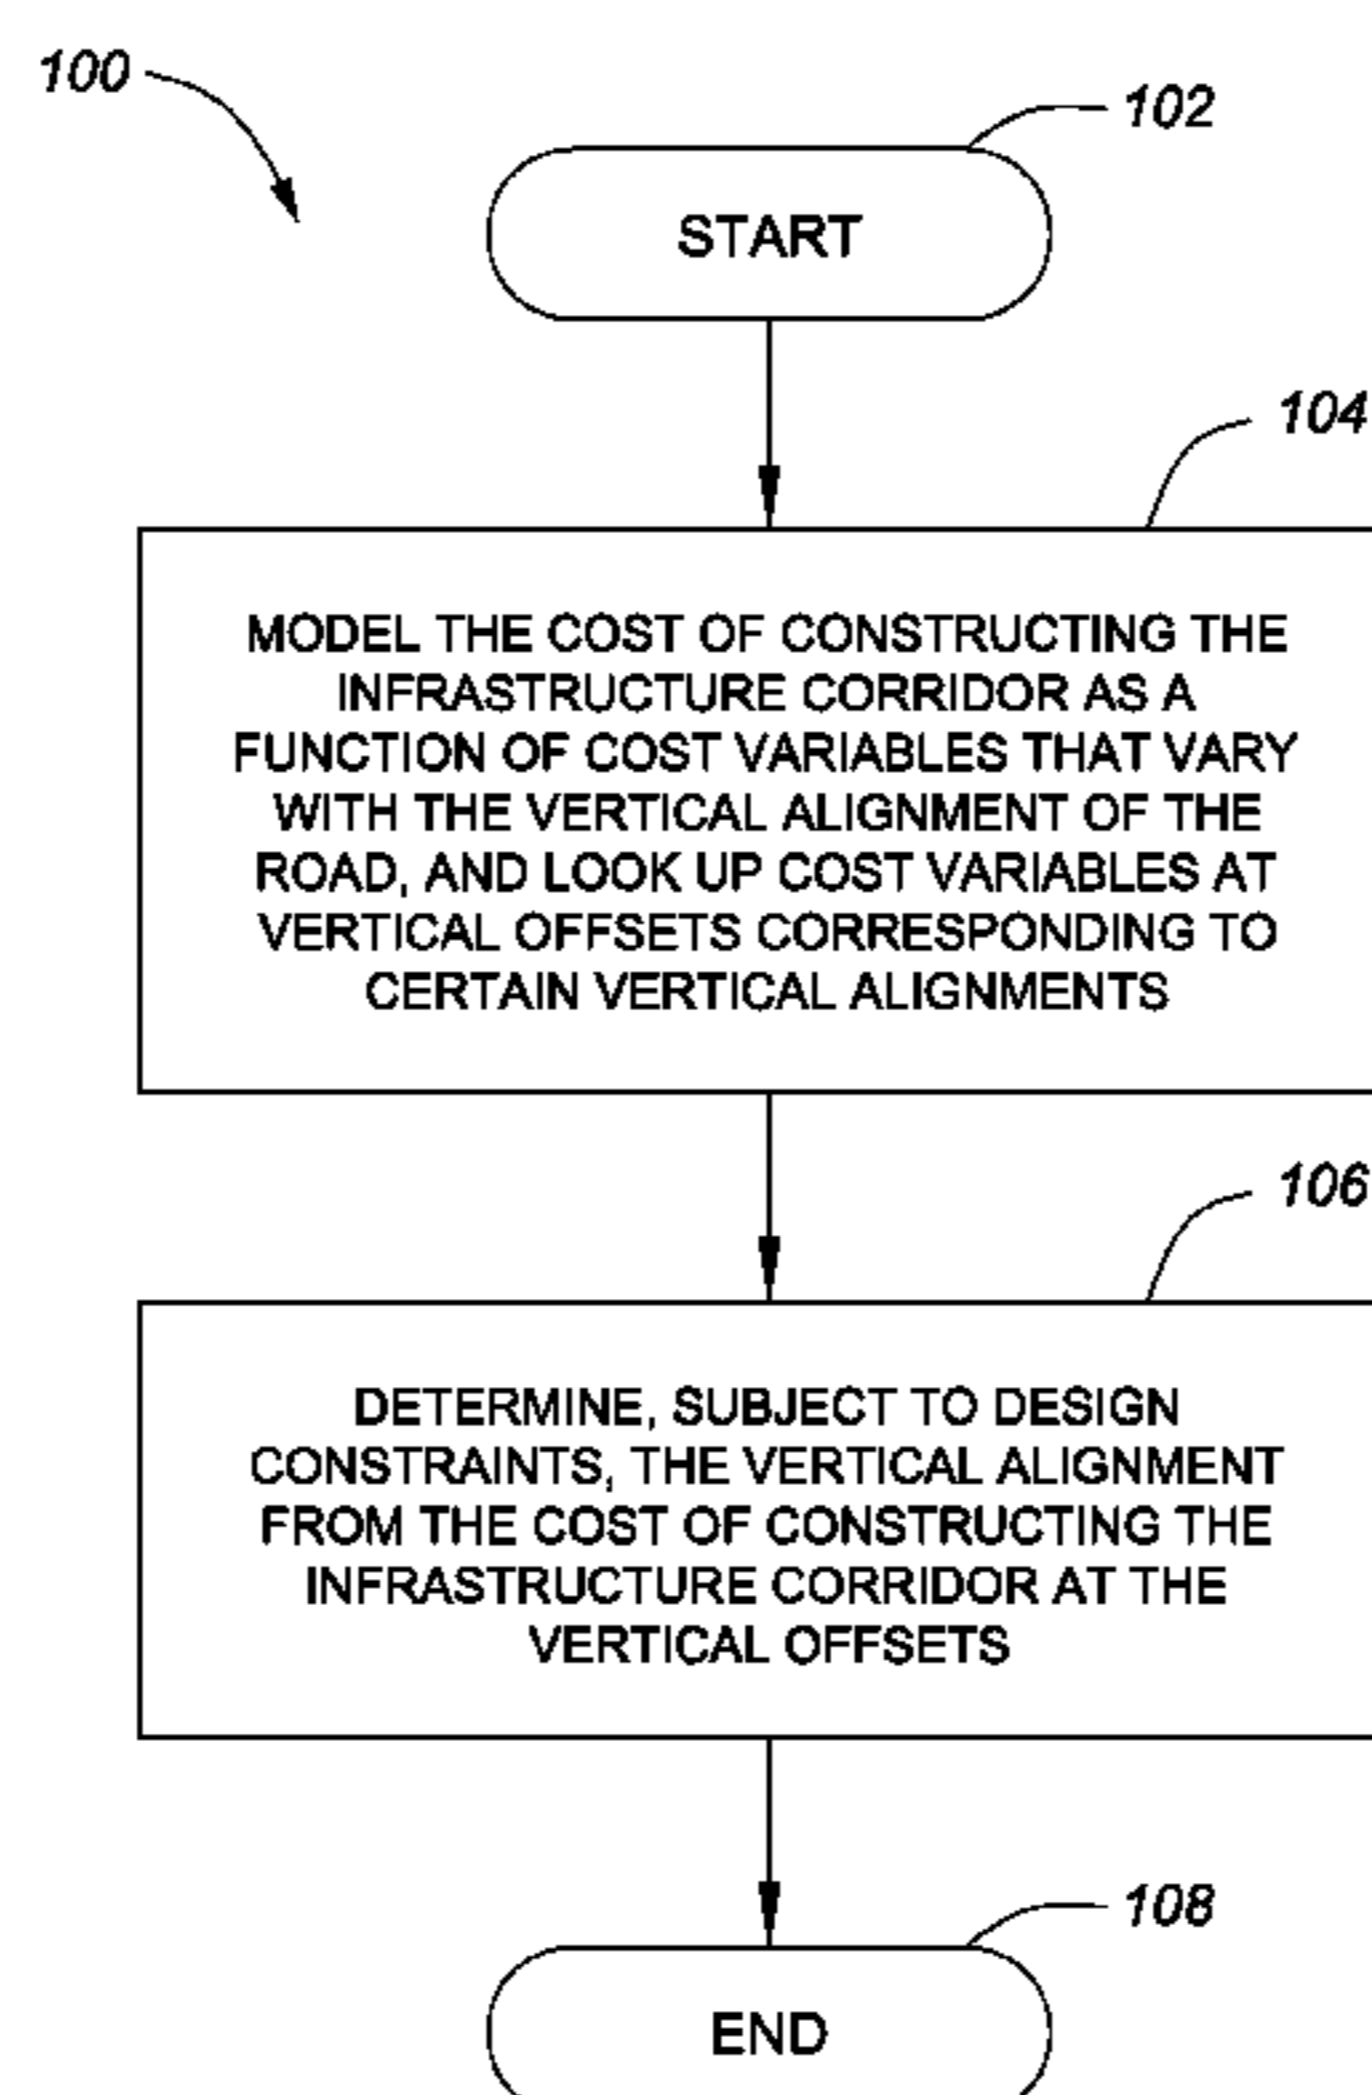 100
102
START
104
MODEL THE COST OF CONSTRUCTING THE
INFRASTRUCTURE CORRIDOR AS A
FUNCTION OF COST VARIABLES THAT VARY
WITH THE VERTICAL ALIGNMENT OF THE
ROAD, AND LOOK UP COST VARIABLES AT
VERTICAL OFFSETS CORRESPONDING TO
CERTAIN VERTICAL ALIGNMENTS
106
DETERMINE, SUBJECT TO DESIGN
CONSTRAINTS, THE VERTICAL ALIGNMENT
FROM THE COST OF CONSTRUCTING THE
INFRASTRUCTURE CORRIDOR AT THE
VERTICAL OFFSETS
108
END